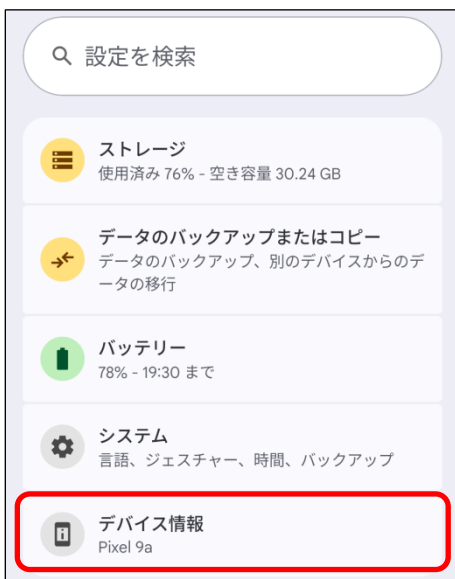 設定を検索
ストレージ
使用済み 76% - 空き容量 30.24 GB
データのバックアップまたはコピー
データのバックアップ、別のデバイスからのデ
ータの移行
バッテリー
78% - 19:30 まで
システム
言語、ジェスチャー、時間、バックアップ
デバイス情報
Pixel 9a